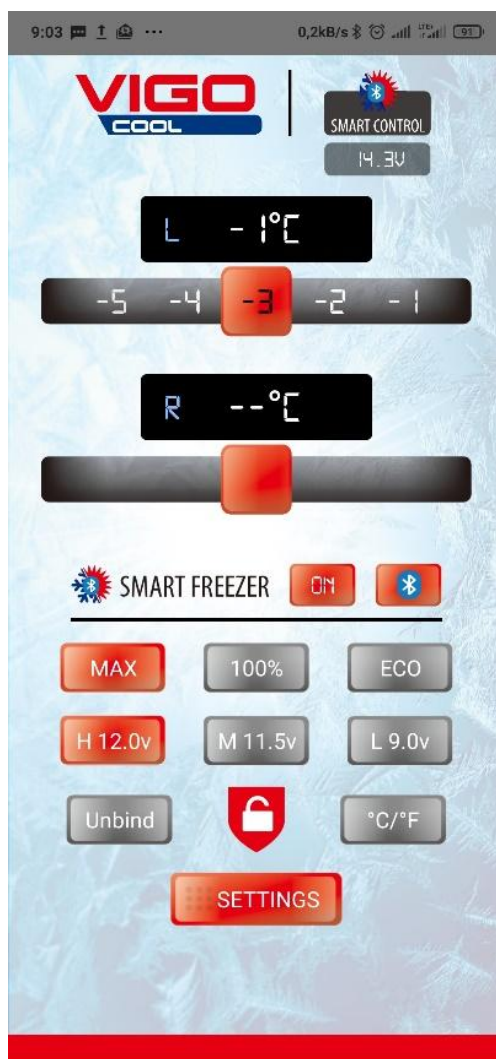 9:03 ... 0,2kB/s LTE 91
VIGO
COOL
SMART CONTROL
14.3V
L -1°C
-5 -4 -3 -2 -1
R --°C
SMART FREEZER ON
MAX 100% ECO
H 12.0v M 11.5v L 9.0v
Unbind °C/°F
SETTINGS